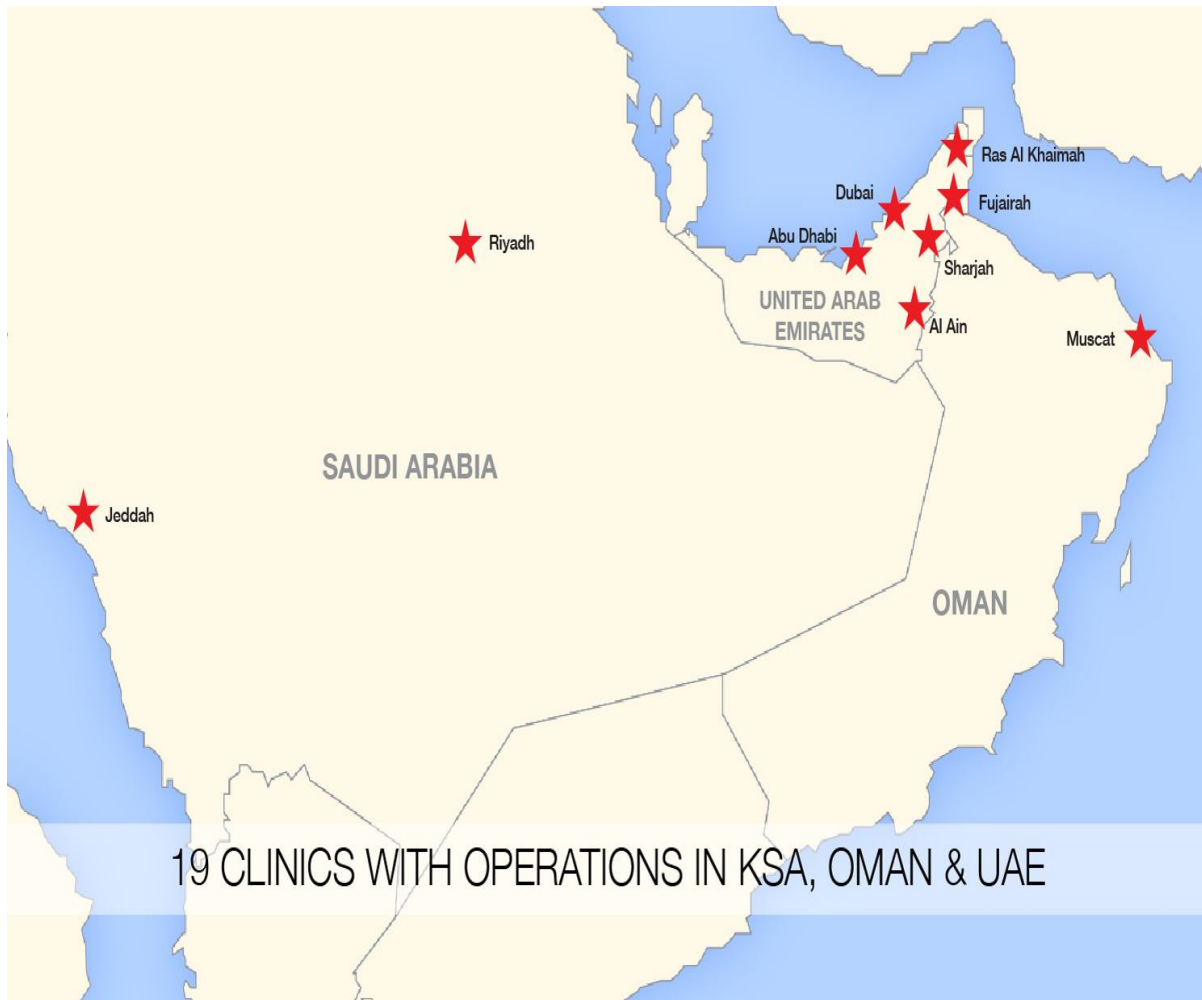 Ras Al Khaimah
Dubai
Fujairah
Abu Dhabi
Riyadh
Sharjah
UNITED ARAB
EMIRATES
Al Ain
Muscat
SAUDI ARABIA
Jeddah
OMAN
19 CLINICS WITH OPERATIONS IN KSA, OMAN & UAE